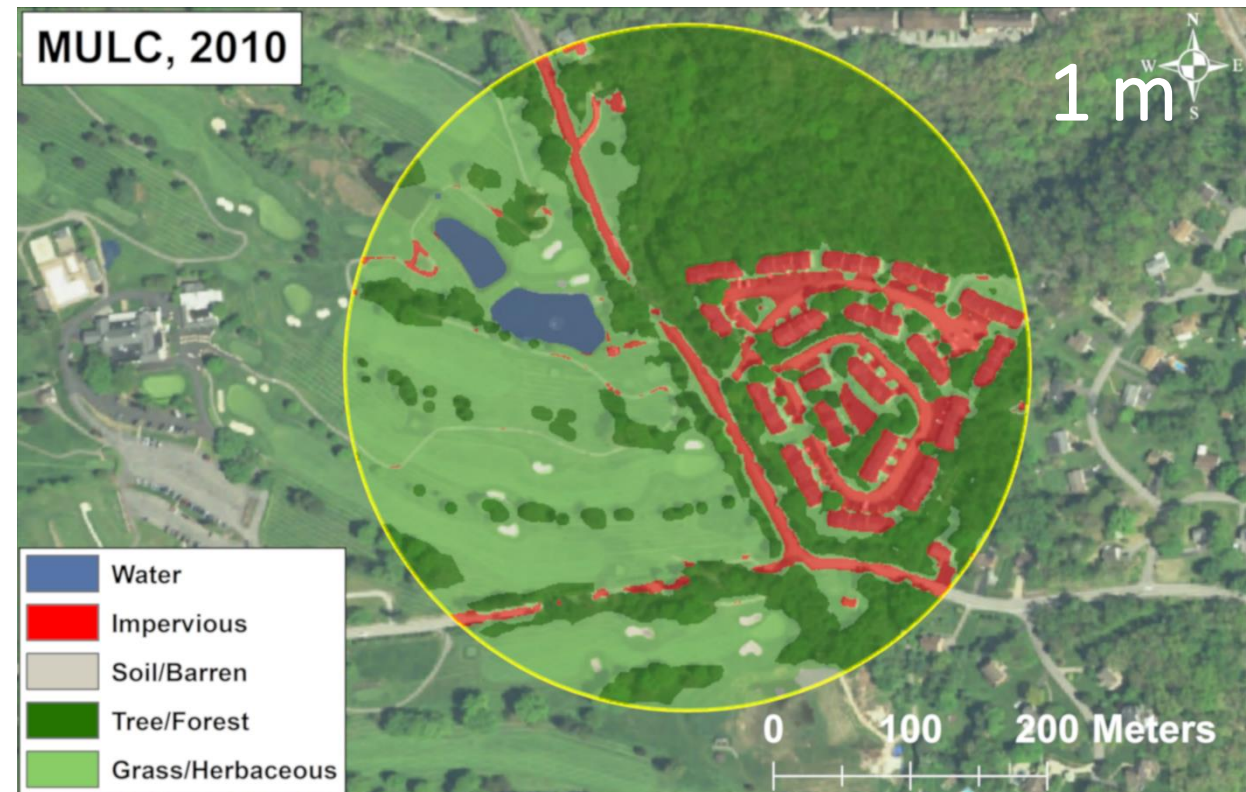 MULC, 2010
N
W E
S
1 m
Water
Impervious
Soil/Barren
Tree/Forest
Grass/Herbaceous
0 100 200 Meters